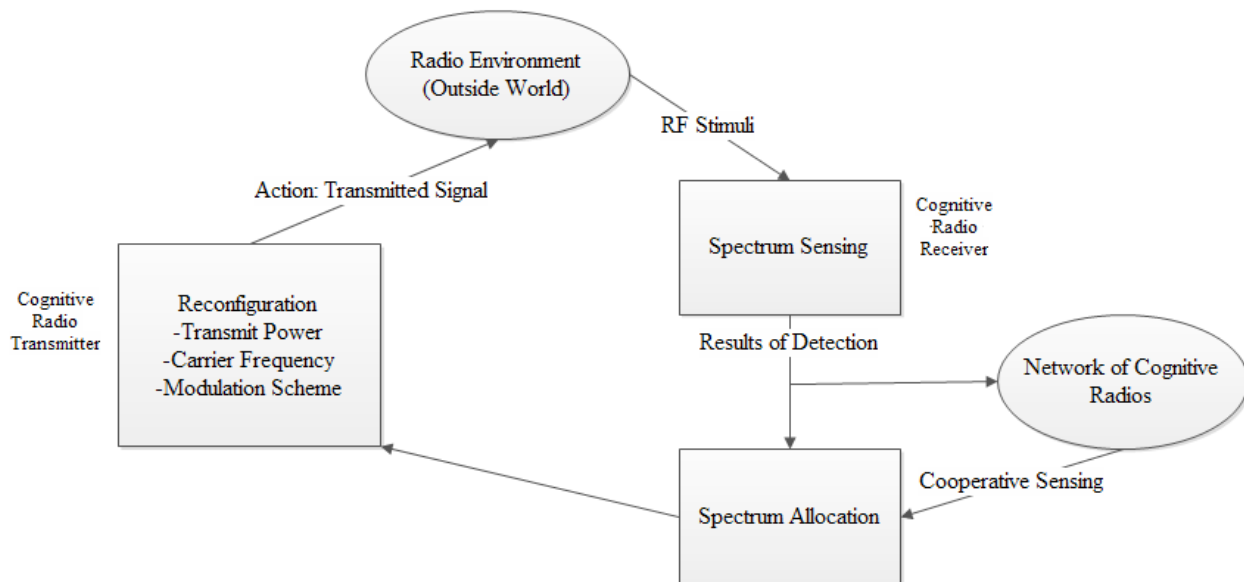 Radio Environment
(Outside World)
RF Stimuli
Action: Transmitted Signal
Spectrum Sensing
Cognitive
-Radio
Receiver
Cognitive
Radio
Transmitter
Reconfiguration
-Transmit Power
-Carrier Frequency
-Modulation Scheme
Results of Detection
Network of Cognitive
Radios
Cooperative Sensing
Spectrum Allocation